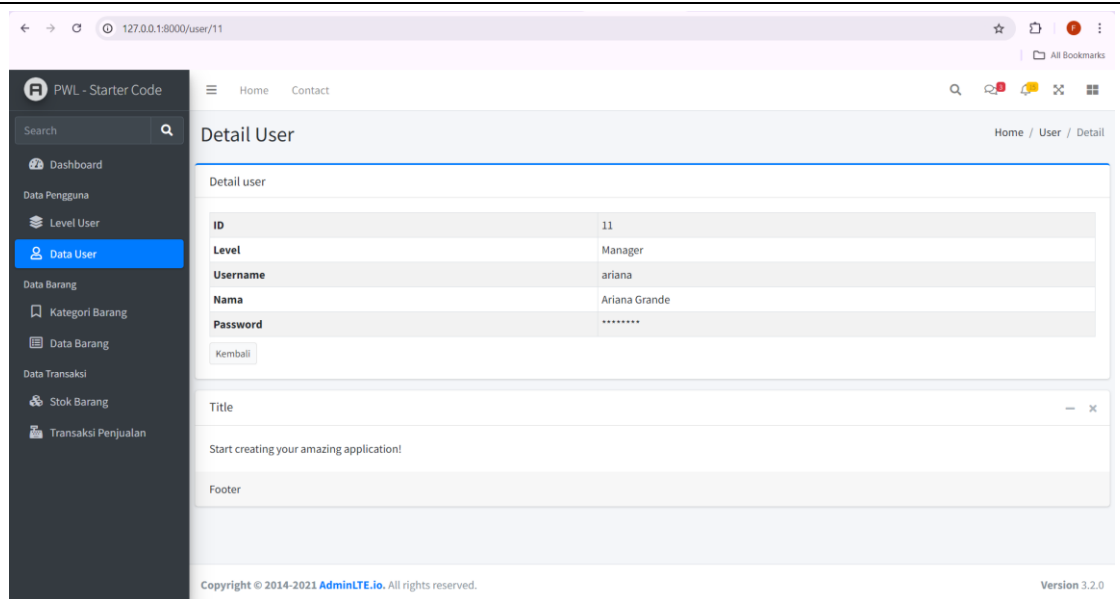 127.0.0.1:8000/user/11
F
All Bookmarks
PWL - Starter Code
Home Contact
3
Search
Detail User
Home / User / Detail
Dashboard
Data Pengguna
Level User
Data User
Data Barang
Kategori Barang
Data Barang
Data Transaksi
Stok Barang
Transaksi Penjualan
Detail user
ID 11
Level Manager
Username ariana
Nama Ariana Grande
Password ********
Kembali
Title
Start creating your amazing application!
Footer
Copyright © 2014-2021 AdminLTE.io. All rights reserved.
Version 3.2.0